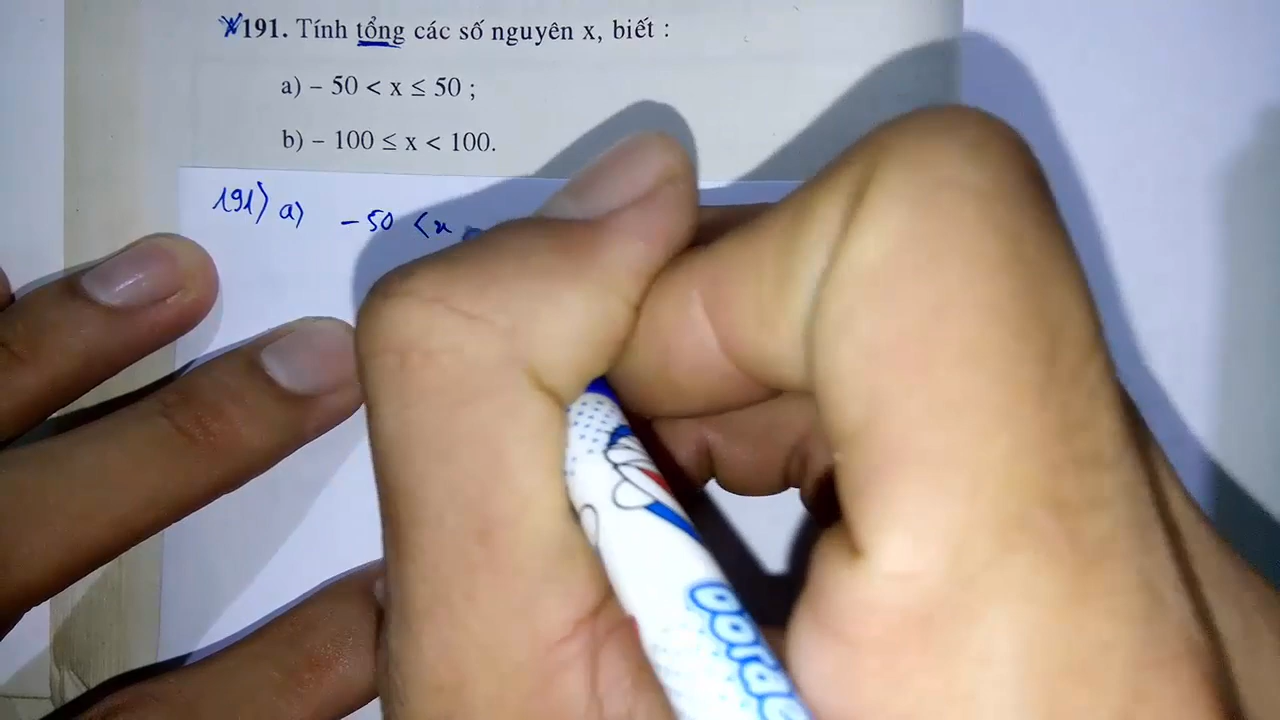 191. Tính tổng các số nguyên x, biết :
a) – 50 < x ≤ 50 ;
b) – 100 ≤ x < 100.
191) a) -50 < x